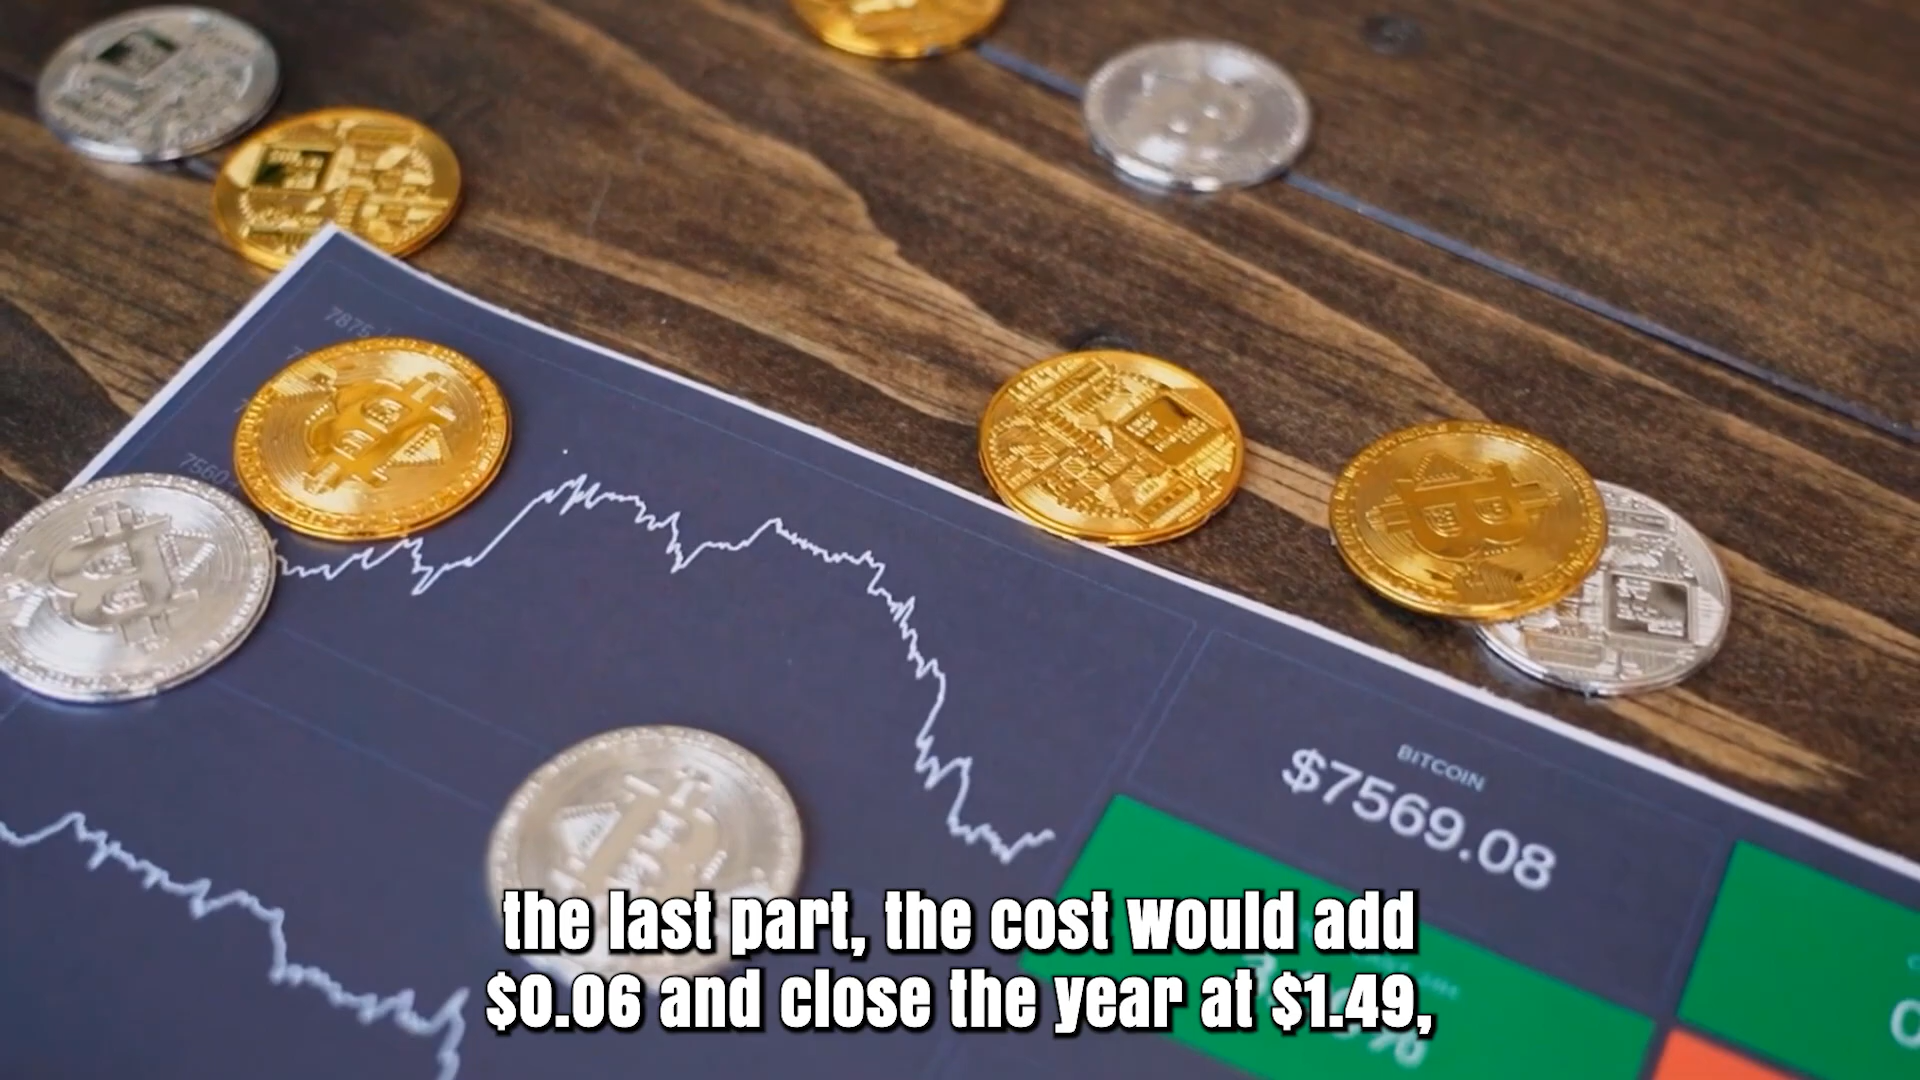 7875.
7560
BITCOIN
$7569.08
the last part, the cost would add
$0.06 and close the year at $1.49,